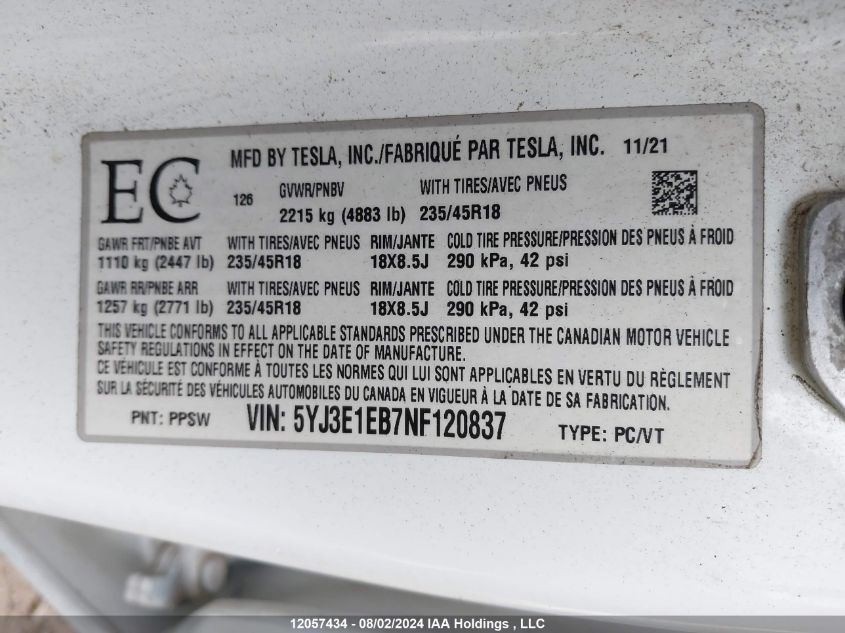 EC
MFD BY TESLA, INC./FABRIQUÉ PAR TESLA, INC. 11/21
126 GVWR/PNBV WITH TIRES/AVEC PNEUS
2215 kg (4883 lb) 235/45R18
GAWR FRT/PNBE AVT WITH TIRES/AVEC PNEUS RIM/JANTE COLD TIRE PRESSURE/PRESSION DES PNEUS À FROID
1110 kg (2447 lb) 235/45R18 18X8.5J 290 kPa, 42 psi
GAWR RR/PNBE ARR WITH TIRES/AVEC PNEUS RIM/JANTE COLD TIRE PRESSURE/PRESSION DES PNEUS À FROID
1257 kg (2771 lb) 235/45R18 18X8.5J 290 kPa, 42 psi
THIS VEHICLE CONFORMS TO ALL APPLICABLE STANDARDS PRESCRIBED UNDER THE CANADIAN MOTOR VEHICLE
SAFETY REGULATIONS IN EFFECT ON THE DATE OF MANUFACTURE.
CE VÉHICULE EST CONFORME À TOUTES LES NORMES QUI LUI SONT APPLICABLES EN VERTU DU RÈGLEMENT
SUR LA SÉCURITÉ DES VÉHICULES AUTOMOBILES DU CANADA EN VIGUEUR À LA DATE DE SA FABRICATION.
PNT: PPSW VIN: 5YJ3E1EB7NF120837 TYPE: PC/VT
12057434 - 08/02/2024 IAA Holdings , LLC